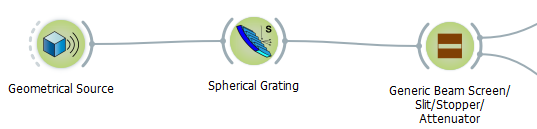 S
Geometrical Source
Spherical Grating
Generic Beam Screen/
Slit/Stopper/
Attenuator